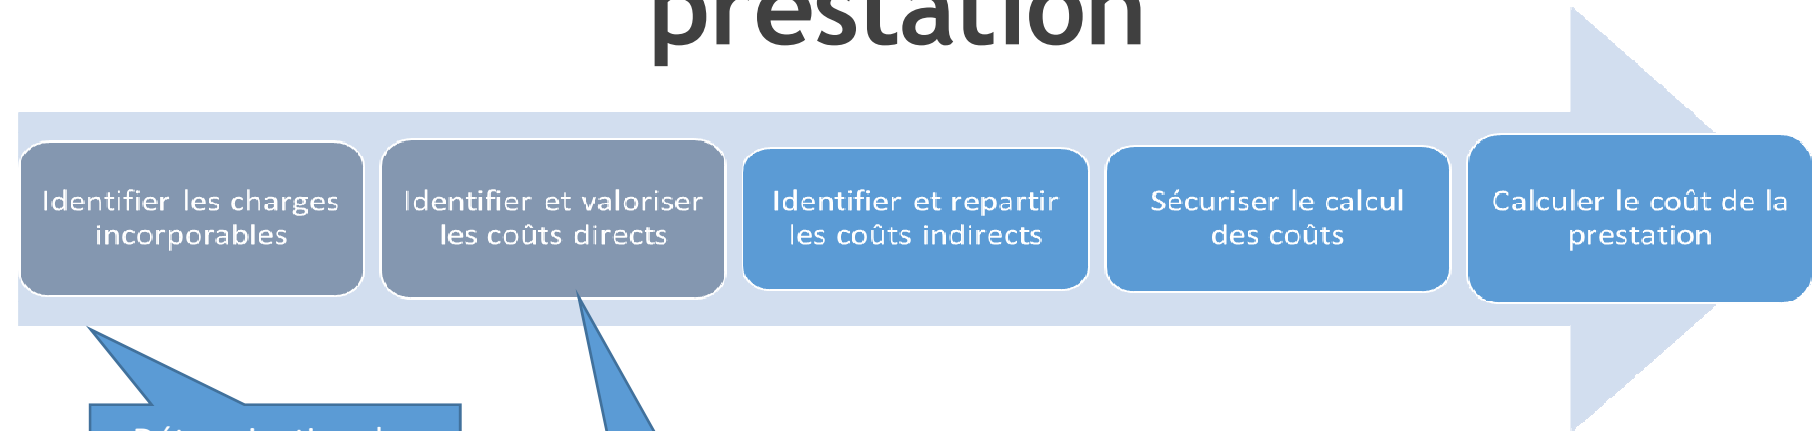 prestation
Identifier les charges
incorporables
Identifier et valoriser
les coûts directs
Identifier et repartir
les coûts indirects
Sécuriser le calcul
des coûts
Calculer le coût de la
prestation